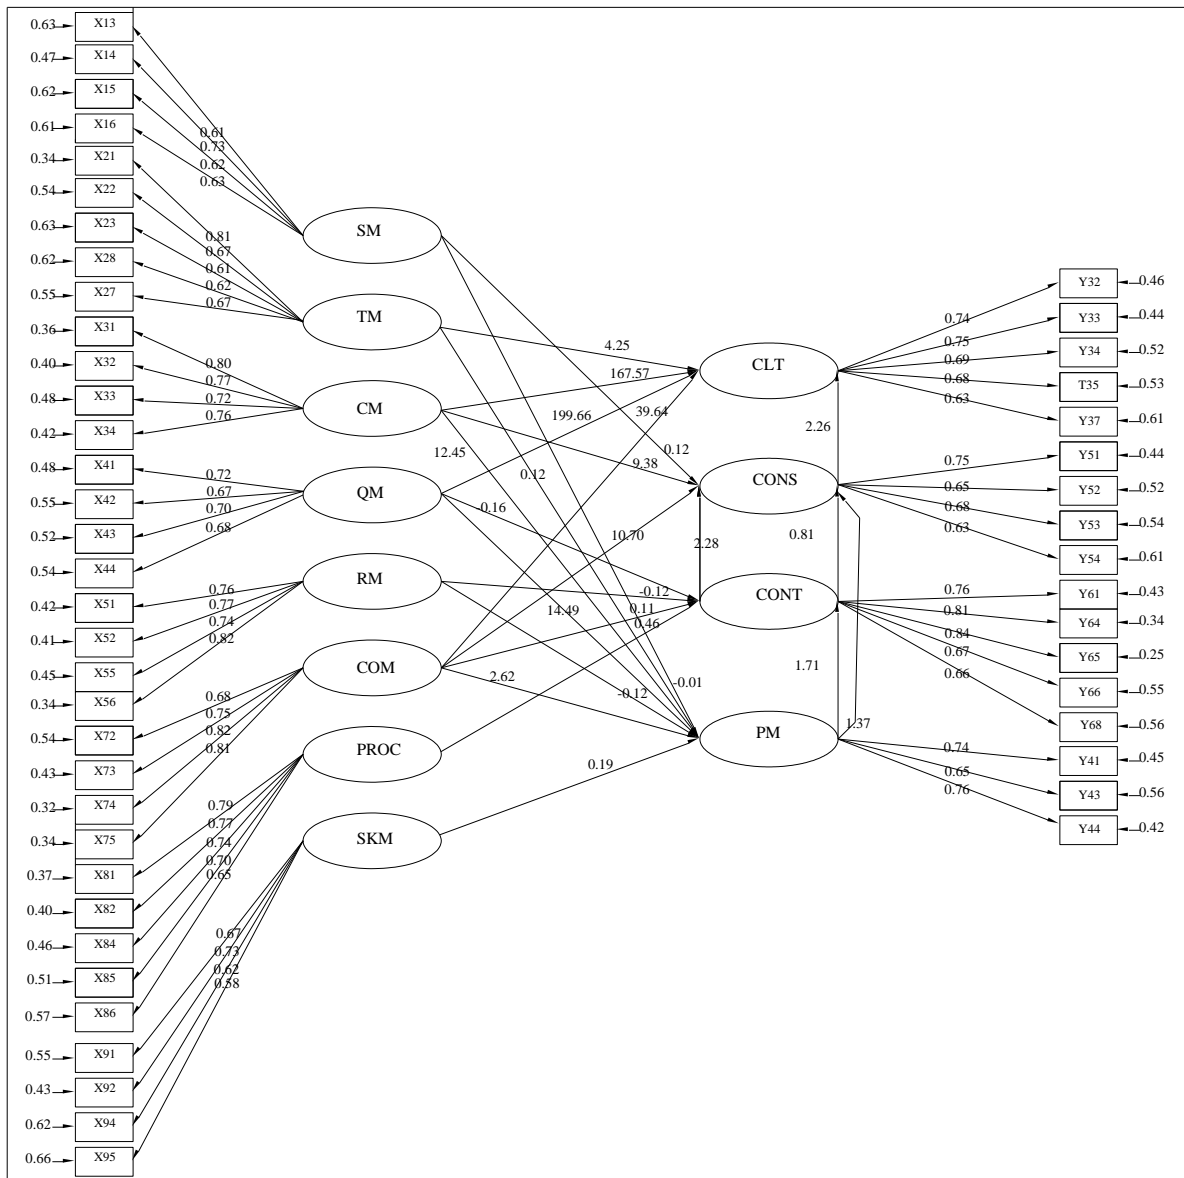 0.63 X13
0.47 X14
0.62 X15
0.61 X16
0.34 X21
0.54 X22
0.63 X23
0.62 X28
0.55 X27
0.36 X31
0.40 X32
0.48 X33
0.42 X34
0.48 X41
0.55 X42
0.52 X43
0.54 X44
0.42 X51
0.41 X52
0.45 X55
0.34 X56
0.54 X72
0.43 X73
0.32 X74
0.34 X75
0.37 X81
0.40 X82
0.46 X84
0.51 X85
0.57 X86
0.55 X91
0.43 X92
0.62 X94
0.66 X95
0.61
0.73
0.62
0.63
0.81
0.67
0.61
0.62
0.67
0.80
0.77
0.72
0.76
0.72
0.67
0.70
0.68
0.76
0.77
0.74
0.82
0.68
0.75
0.82
0.81
0.79
0.77
0.74
0.70
0.65
0.67
0.73
0.62
0.58
SM
TM
CM
QM
RM
COM
PROC
SKM
4.25
167.57
199.66
39.64
12.45
0.12
9.38
0.12
-0.16
10.70
2.28
0.81
2.26
-0.12
0.11
14.49
0.46
2.62
-0.12
-0.01
1.71
1.37
0.19
CLT
CONS
CONT
PM
0.74
0.75
0.69
0.68
0.63
0.75
0.65
0.68
0.63
0.76
0.81
0.84
0.67
0.66
0.74
0.65
0.76
Y32 0.46
Y33 0.44
Y34 0.52
T35 0.53
Y37 0.61
Y51 0.44
Y52 0.52
Y53 0.54
Y54 0.61
Y61 0.43
Y64 0.34
Y65 0.25
Y66 0.55
Y68 0.56
Y41 0.45
Y43 0.56
Y44 0.42